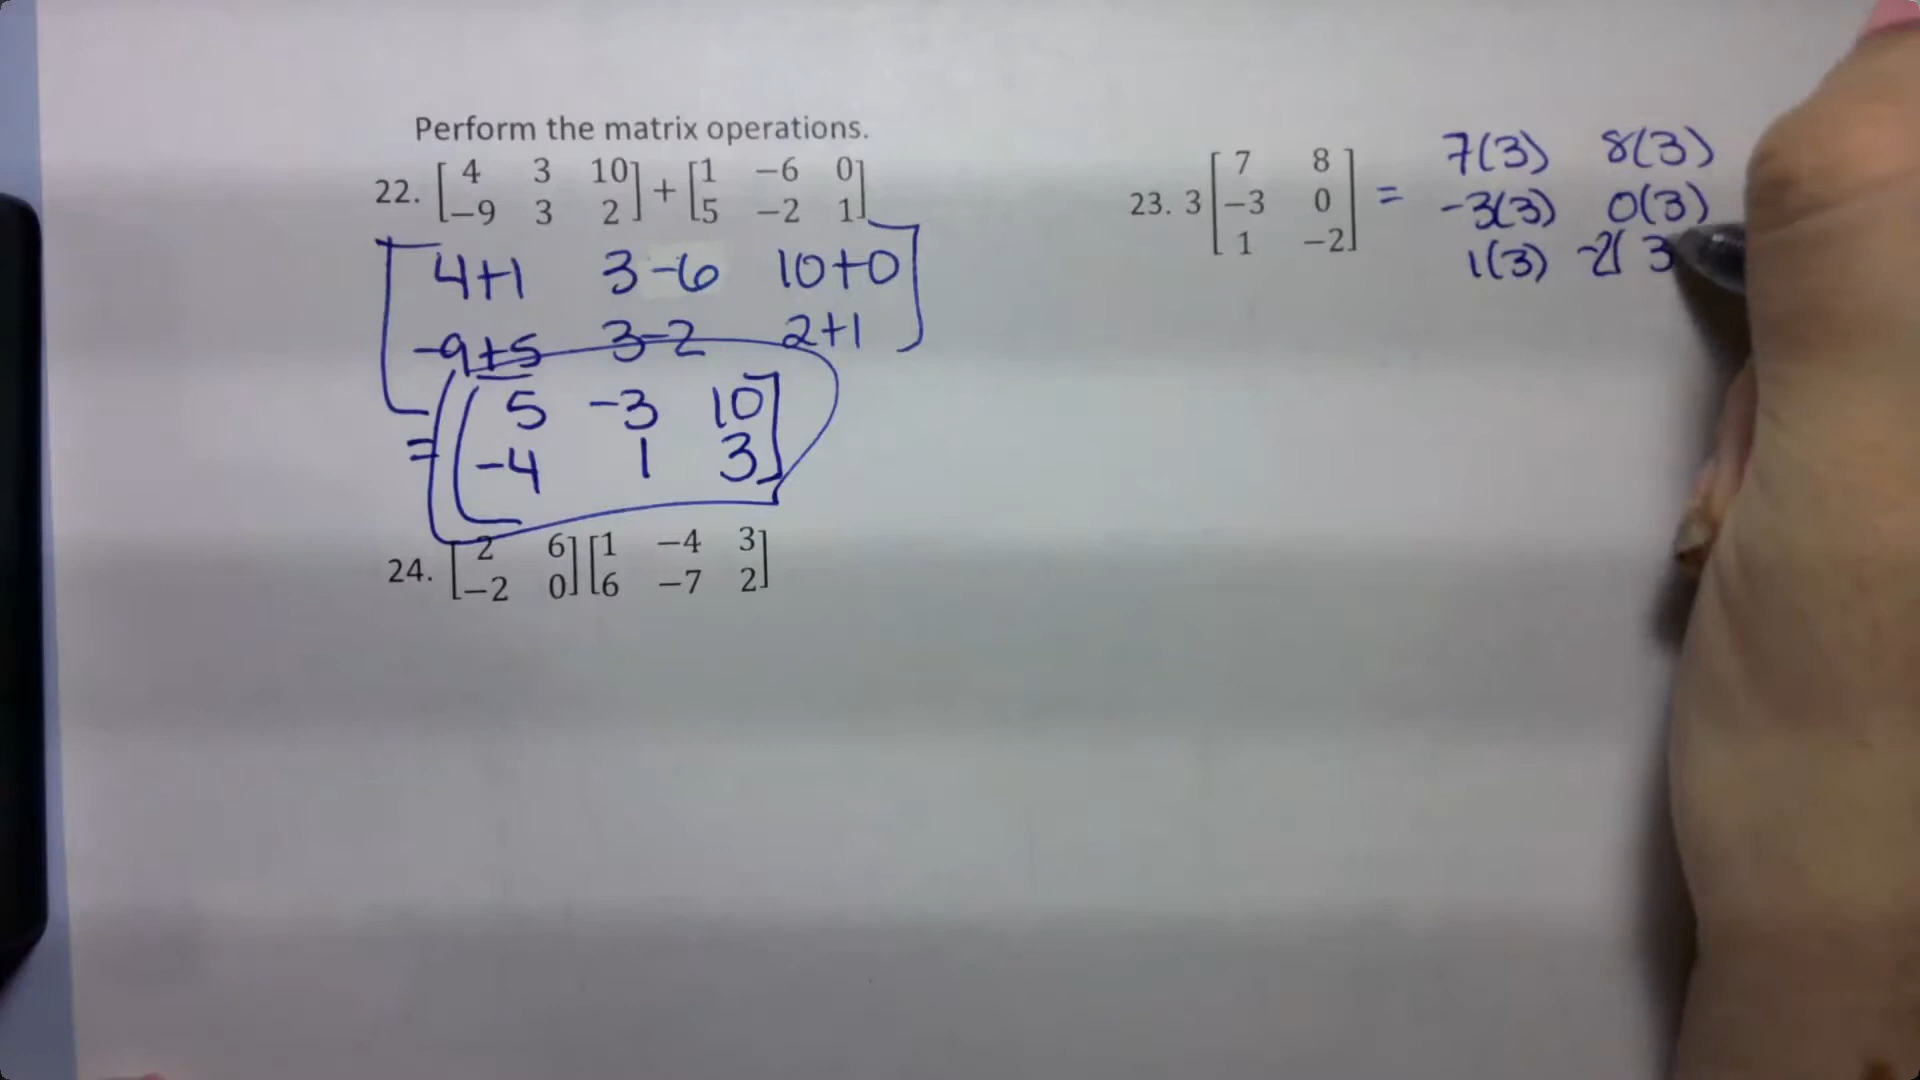 Perform the matrix operations.
22. [4 3 10] + [1 −6 0]
[−9 3 2] [5 −2 1]
4+1 3-6 10+0
-9+5 3-2 2+1
5 -3 10
= -4 1 3
23. 3 [7 8] = 7(3) 8(3)
[−3 0] -3(3) 0(3)
[1 −2] 1(3) -2( 3
24. [2 6] [1 −4 3]
[−2 0] [6 −7 2]